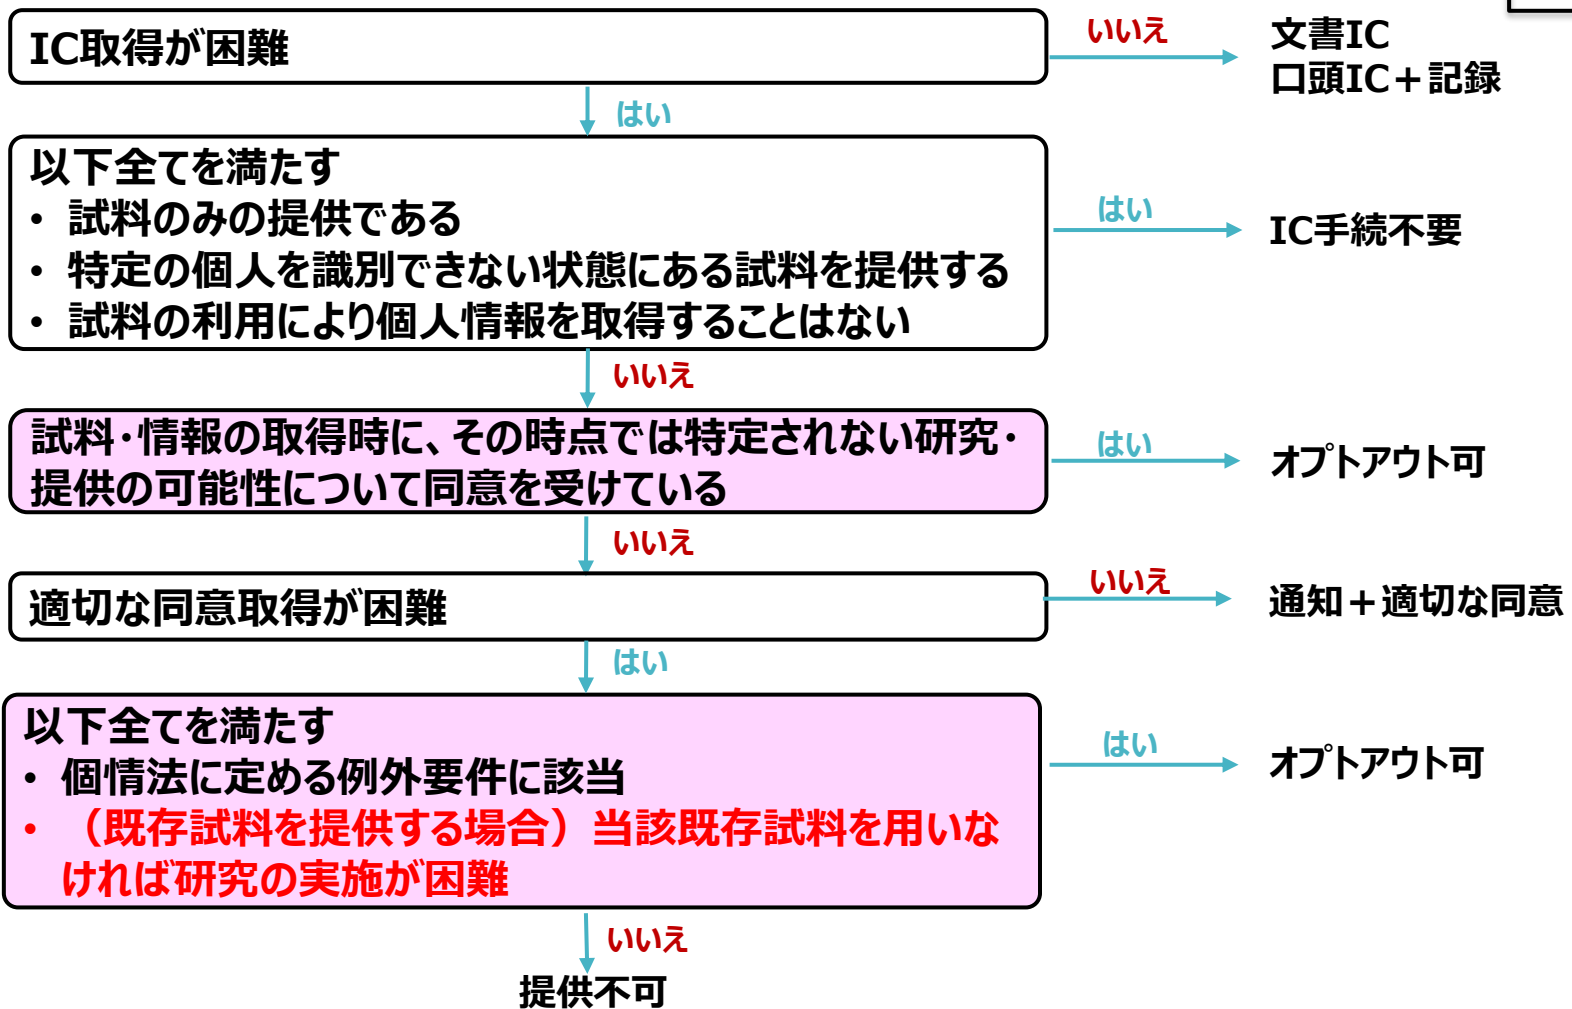 IC取得が困難
いいえ
文書IC
口頭IC＋記録
はい
以下全てを満たす
• 試料のみの提供である
• 特定の個人を識別できない状態にある試料を提供する
• 試料の利用により個人情報を取得することはない
はい
IC手続不要
いいえ
試料・情報の取得時に、その時点では特定されない研究・
提供の可能性について同意を受けている
はい
オプトアウト可
いいえ
適切な同意取得が困難
いいえ
通知＋適切な同意
はい
以下全てを満たす
• 個情法に定める例外要件に該当
• （既存試料を提供する場合）当該既存試料を用いな
ければ研究の実施が困難
はい
オプトアウト可
いいえ
提供不可